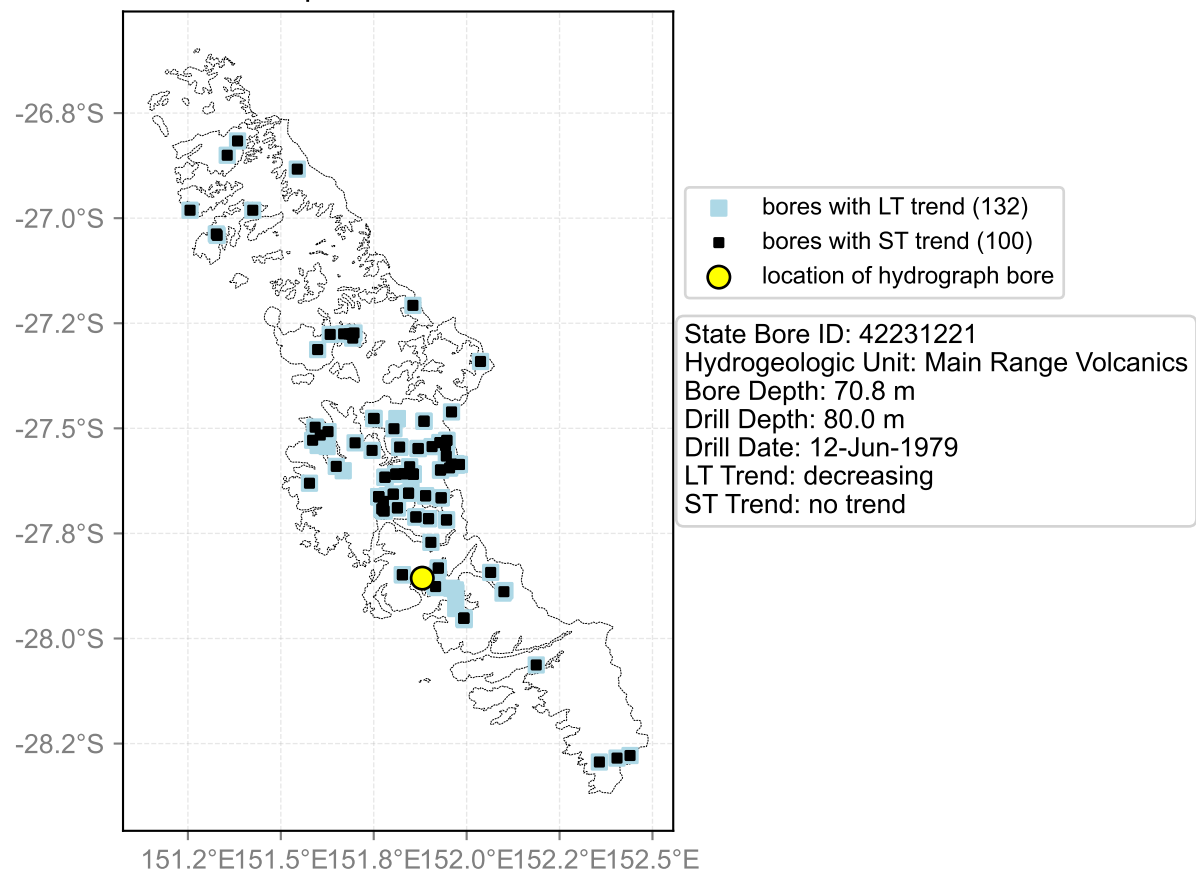 -26.8°S
-27.0°S
-27.2°S
-27.5°S
-27.8°S
-28.0°S
-28.2°S
151.2°E151.5°E151.8°E152.0°E152.2°E152.5°E
bores with LT trend (132)
bores with ST trend (100)
location of hydrograph bore
State Bore ID: 42231221
Hydrogeologic Unit: Main Range Volcanics
Bore Depth: 70.8 m
Drill Depth: 80.0 m
Drill Date: 12-Jun-1979
LT Trend: decreasing
ST Trend: no trend